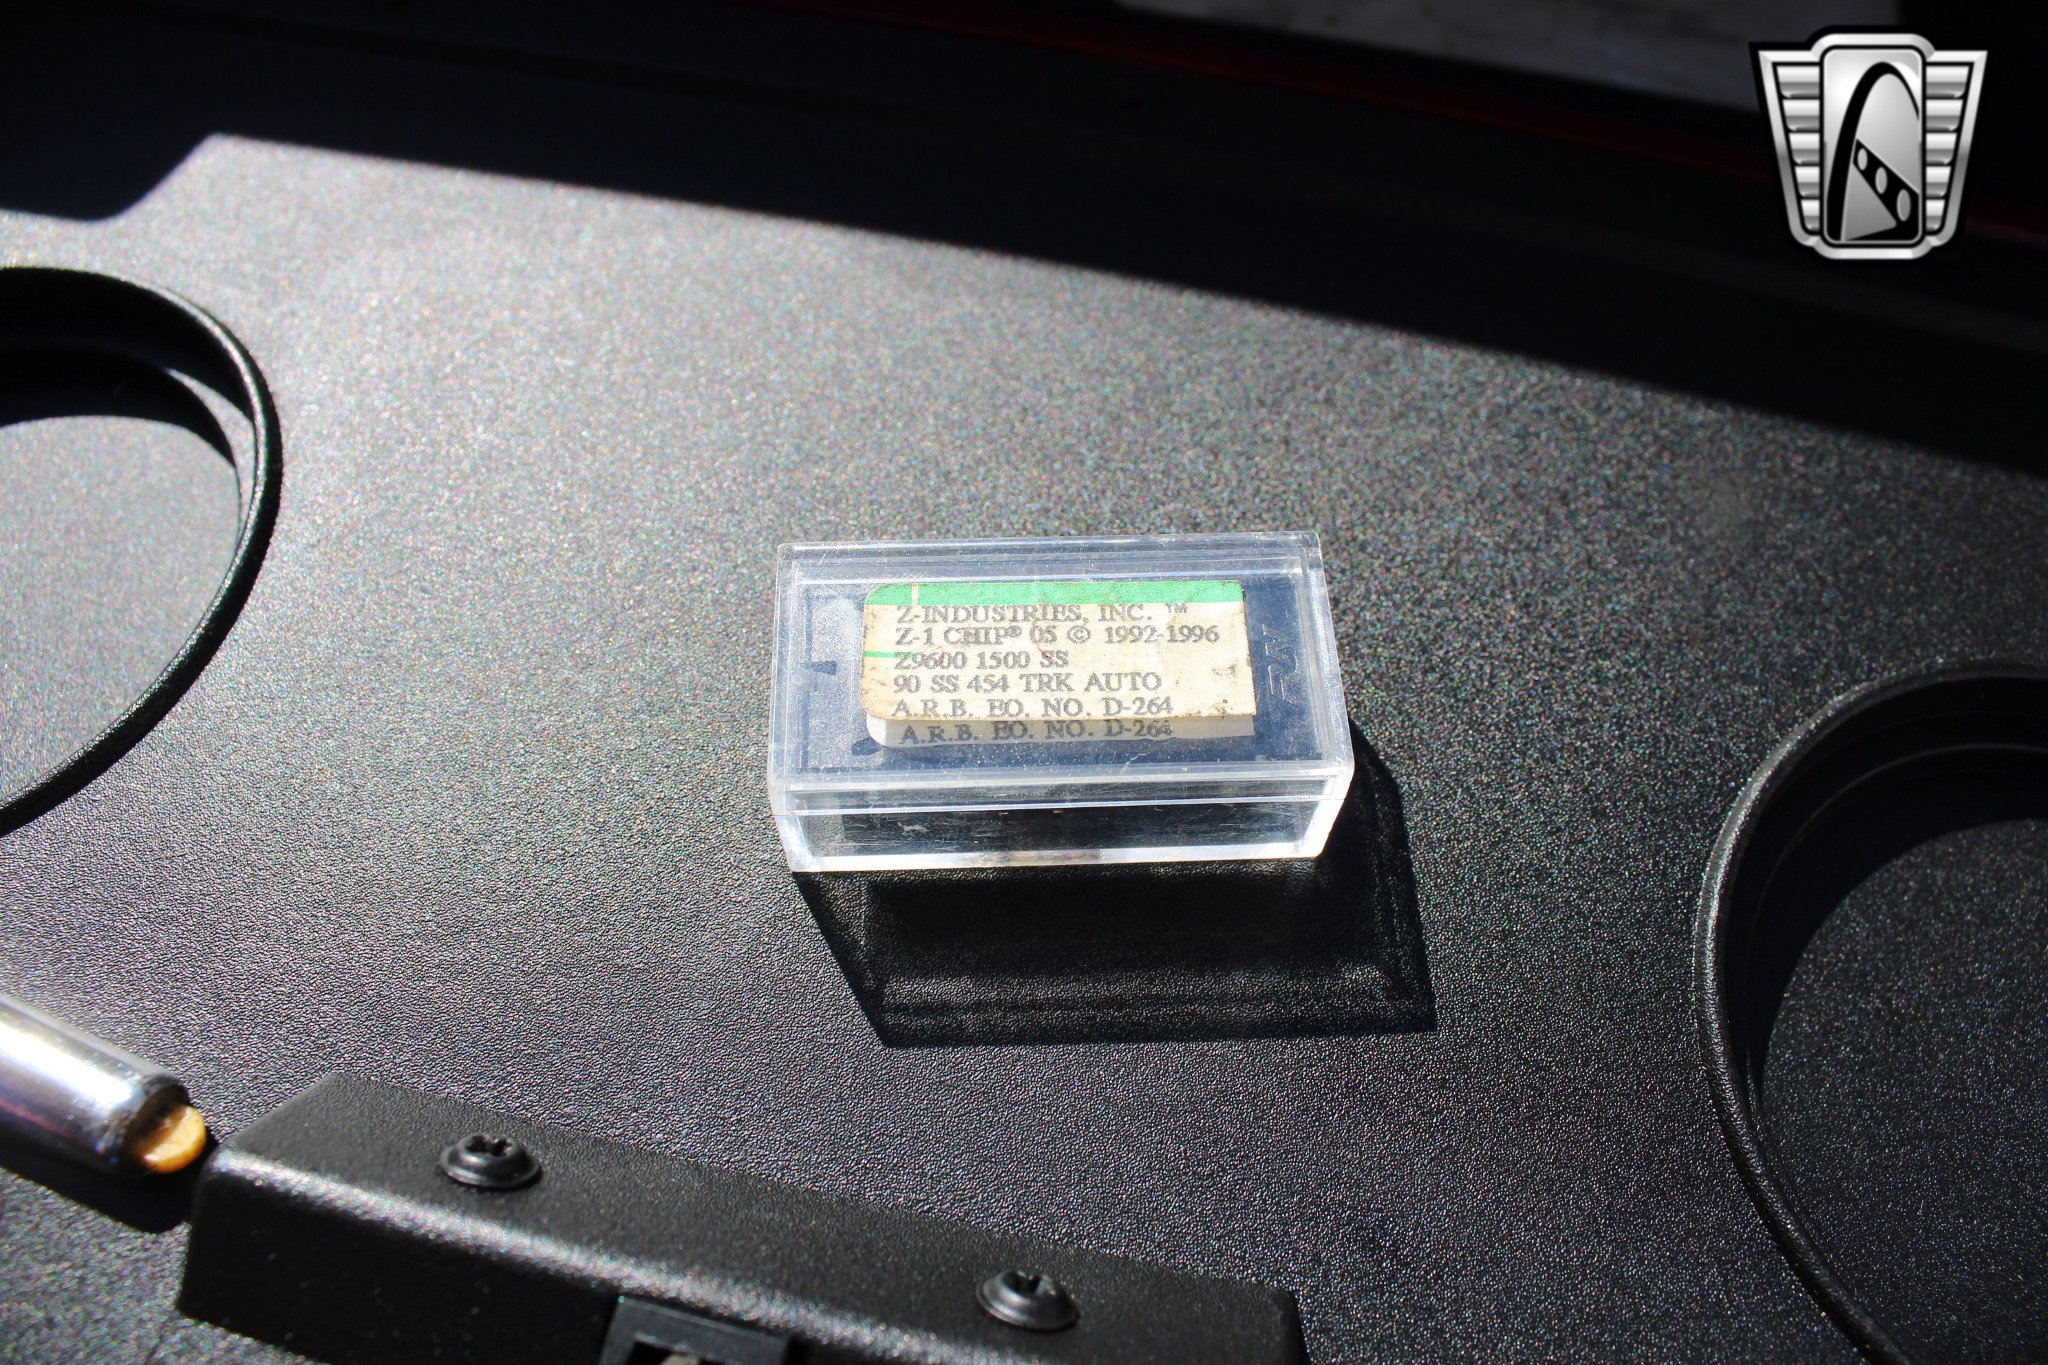 Z-INDUSTRIES, INC. ™
Z-1 CHIP® 05 © 1992-1996
Z9600 1500 SS
90 SS 454 TRK AUTO
A.R.B. EO. NO. D-264
A.R.B. EO. NO. D-264